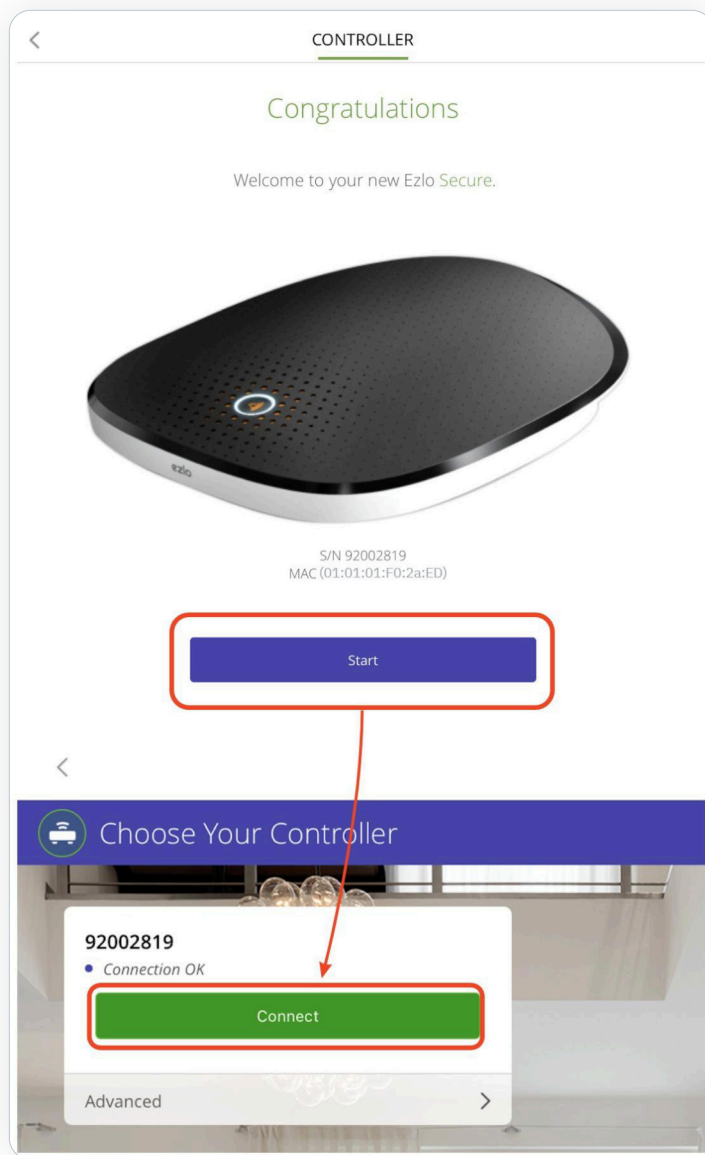 CONTROLLER
Congratulations
Welcome to your new Ezlo Secure.
ezlo
S/N 92002819
MAC (01:01:01:F0:2a:ED)
Start
Choose Your Controller
92002819
Connection OK
Connect
Advanced